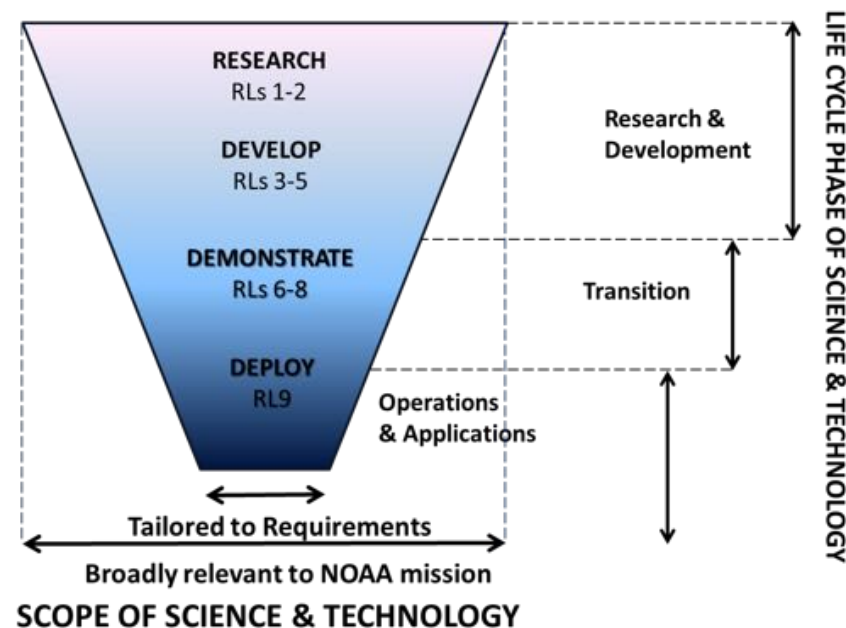 RESEARCH
RLs 1-2
DEVELOP
RLs 3-5
DEMONSTRATE
RLs 6-8
DEPLOY
RL9
Research &
Development
Transition
Operations
& Applications
Tailored to Requirements
Broadly relevant to NOAA mission
SCOPE OF SCIENCE & TECHNOLOGY
LIFE CYCLE PHASE OF SCIENCE & TECHNOLOGY